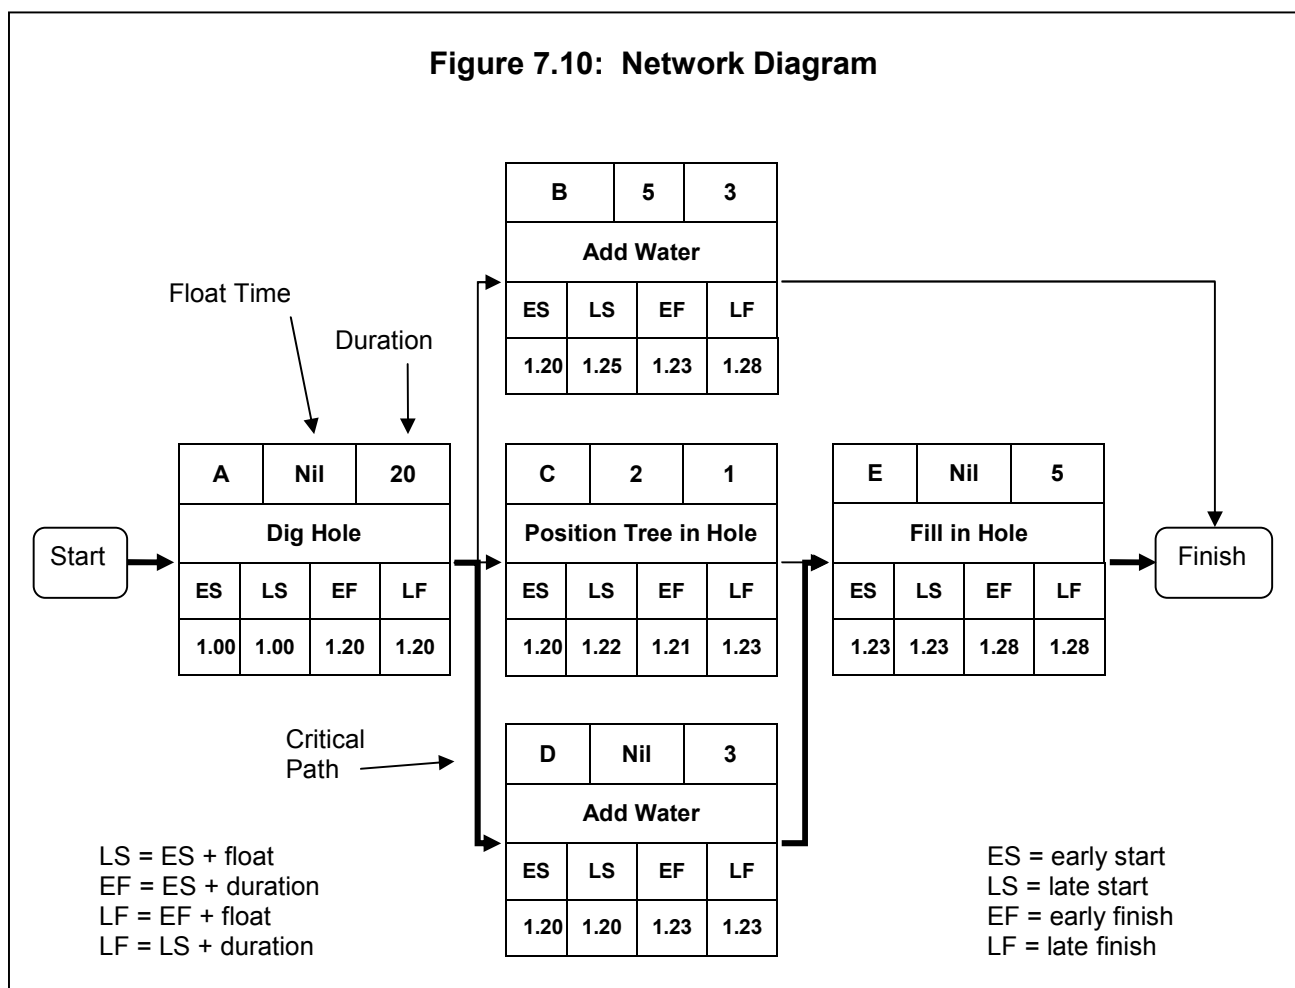 Figure 7.10:  Network Diagram
B 5 3
Add Water
ES LS EF LF
1.20 1.25 1.23 1.28
Float Time
Duration
A Nil 20
Dig Hole
ES LS EF LF
1.00 1.00 1.20 1.20
C 2 1
Position Tree in Hole
ES LS EF LF
1.20 1.22 1.21 1.23
E Nil 5
Fill in Hole
ES LS EF LF
1.23 1.23 1.28 1.28
Start
Finish
Critical
Path
D Nil 3
Add Water
ES LS EF LF
1.20 1.20 1.23 1.23
LS = ES + float
EF = ES + duration
LF = EF + float
LF = LS + duration
ES = early start
LS = late start
EF = early finish
LF = late finish